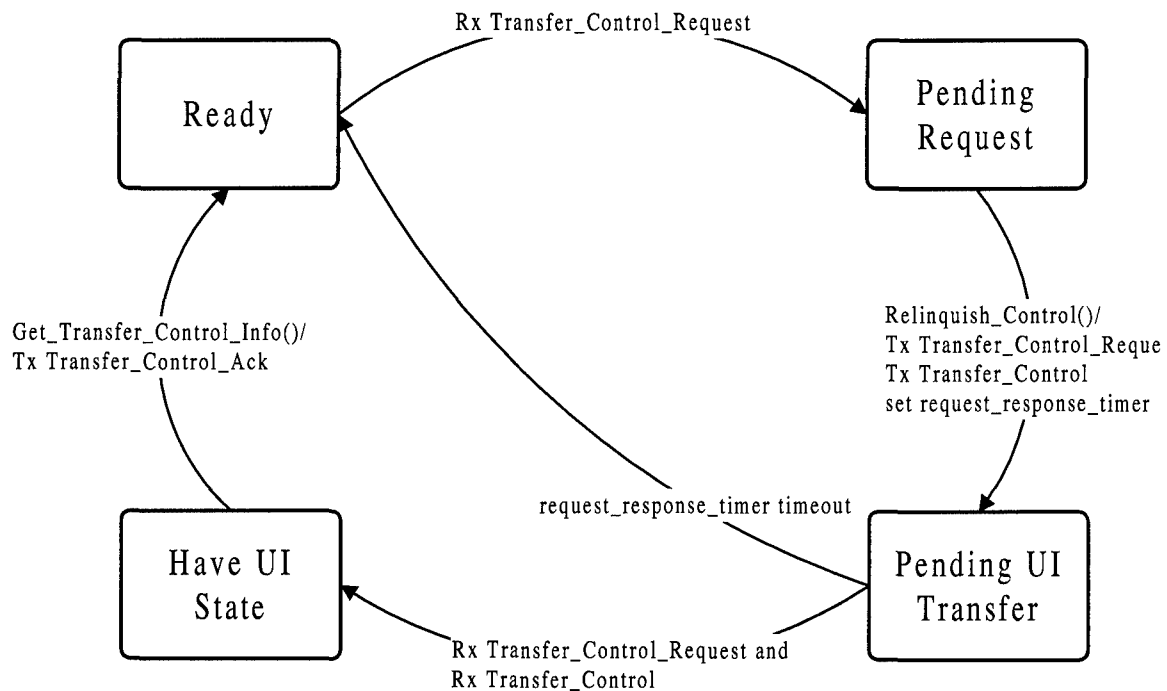 Rx Transfer_Control_Request
Ready
Pending
Request
Get_Transfer_Control_Info()/
Tx Transfer_Control_Ack
Relinquish_Control()/
Tx Transfer_Control_Reque
Tx Transfer_Control
set request_response_timer
request_response_timer timeout
Have UI
State
Pending UI
Transfer
Rx Transfer_Control_Request and
Rx Transfer_Control